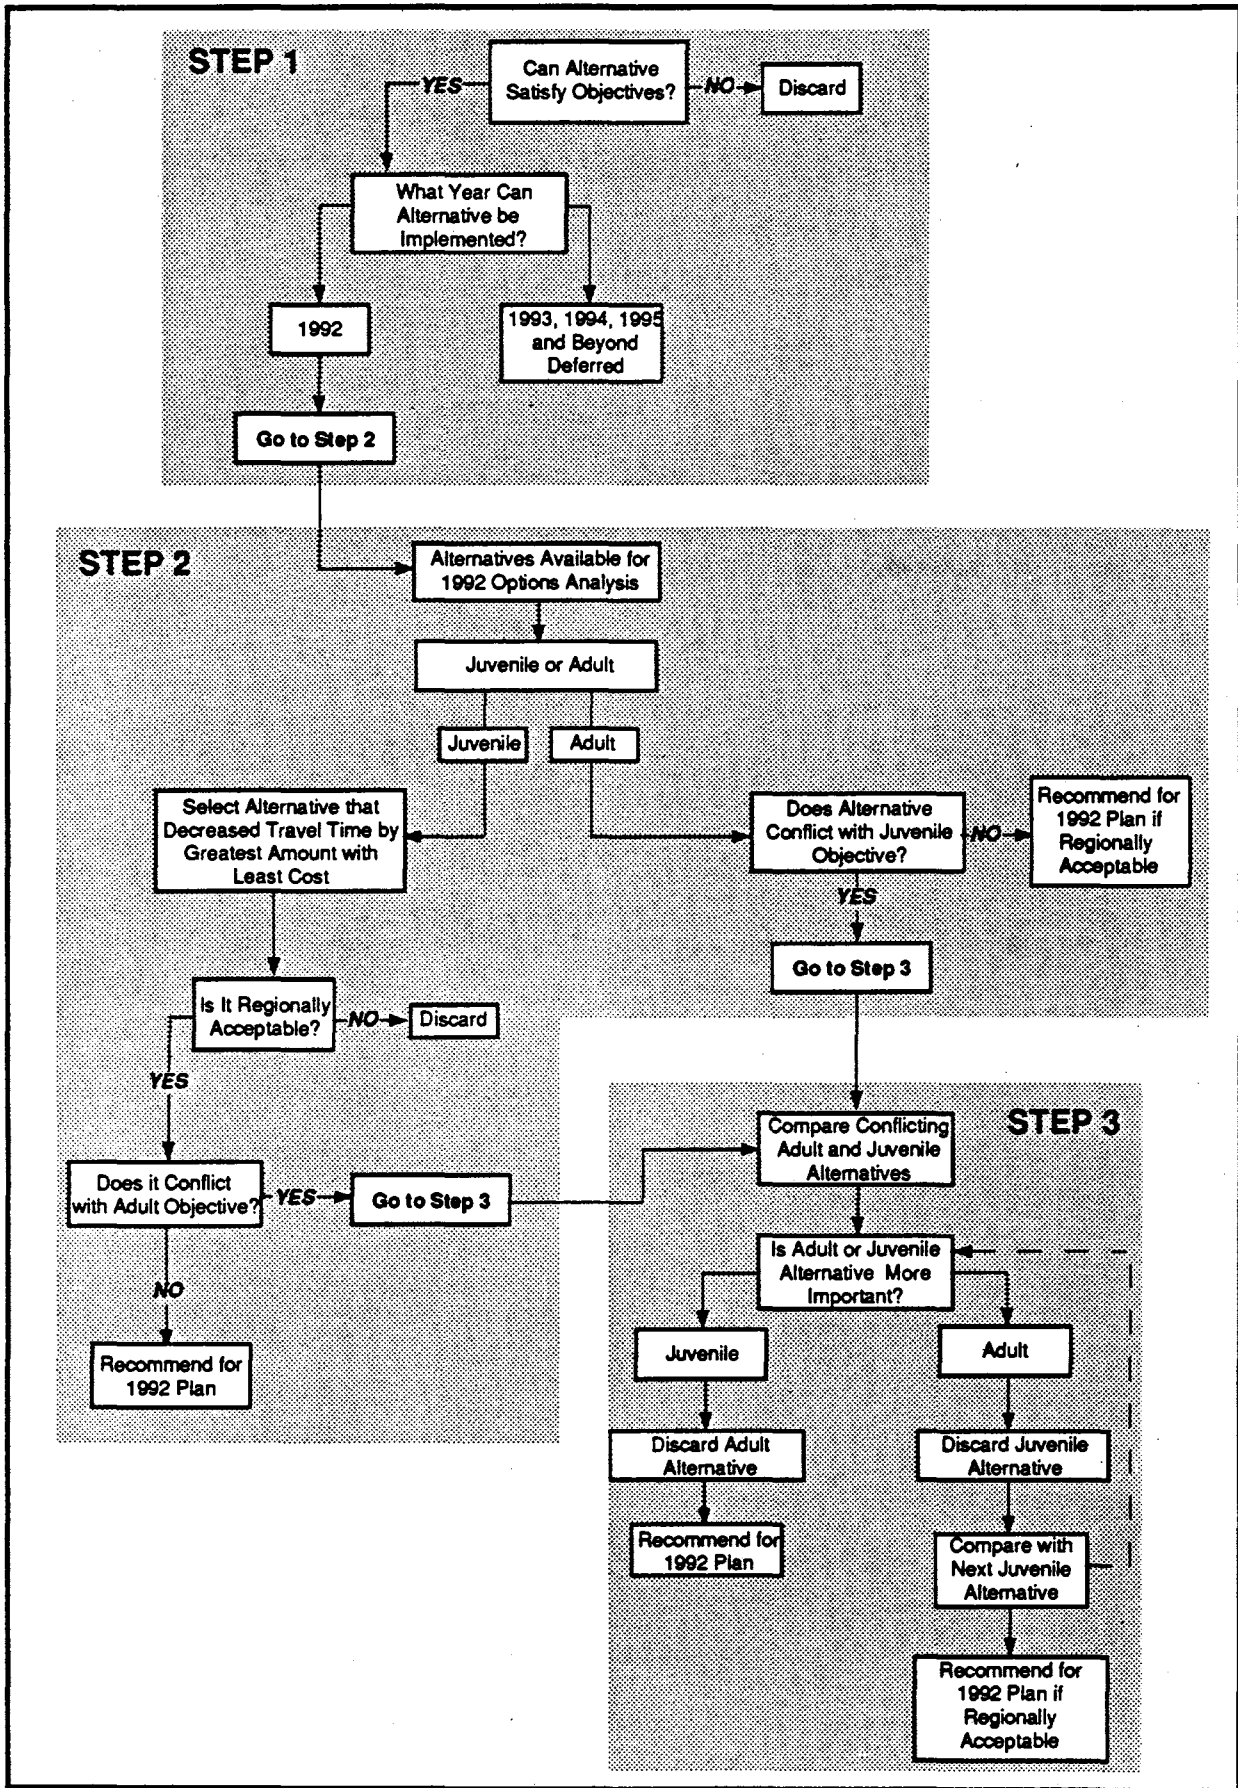 STEP 1
Can Alternative
Satisfy Objectives?
YES
NO
Discard
What Year Can
Alternative be
Implemented?
1992
1993, 1994, 1995
and Beyond
Deferred
Go to Step 2
STEP 2
Alternatives Available for
1992 Options Analysis
Juvenile or Adult
Juvenile
Adult
Select Alternative that
Decreased Travel Time by
Greatest Amount with
Least Cost
Does Alternative
Conflict with Juvenile
Objective?
NO
Recommend for
1992 Plan if
Regionally
Acceptable
YES
Go to Step 3
Is It Regionally
Acceptable?
NO
Discard
YES
Does it Conflict
with Adult Objective?
YES
Go to Step 3
NO
Recommend for
1992 Plan
STEP 3
Compare Conflicting
Adult and Juvenile
Alternatives
Is Adult or Juvenile
Alternative More
Important?
Juvenile
Adult
Discard Adult
Alternative
Discard Juvenile
Alternative
Recommend for
1992 Plan
Compare with
Next Juvenile
Alternative
Recommend for
1992 Plan if
Regionally
Acceptable